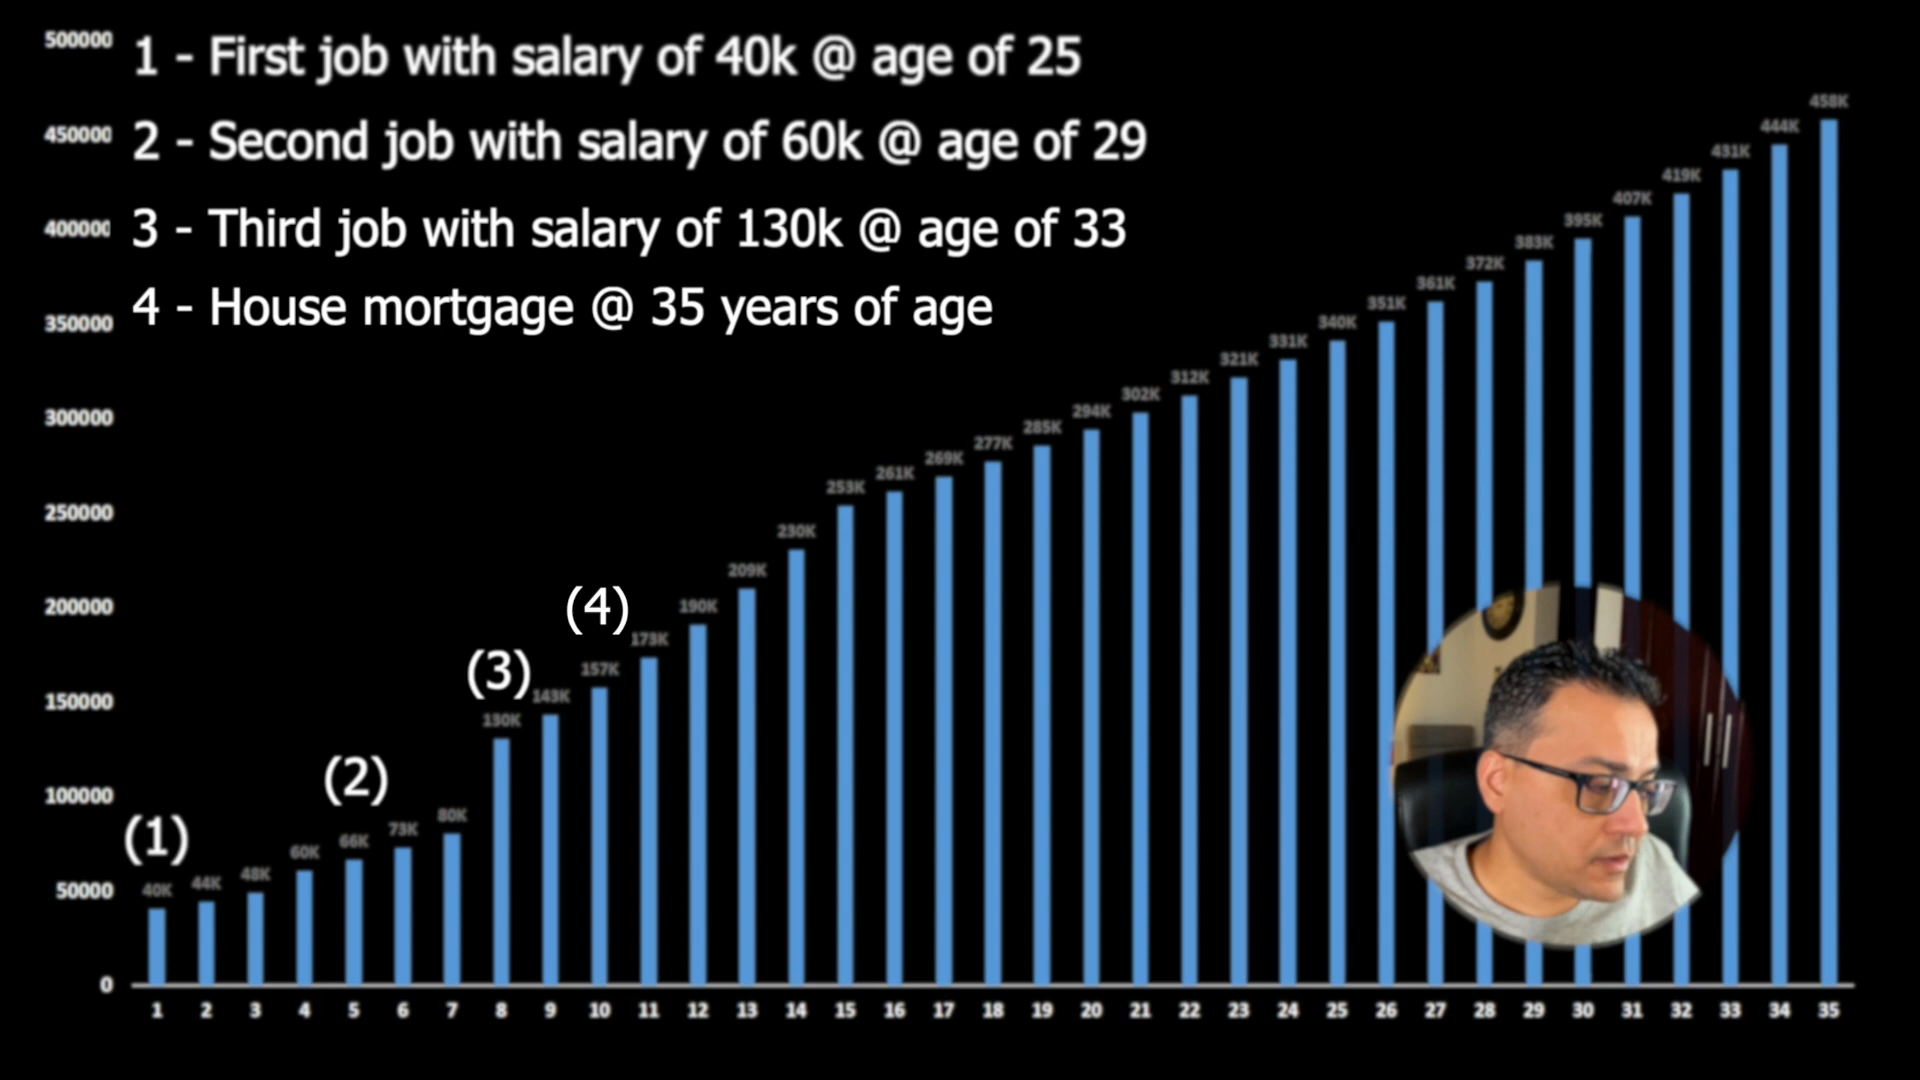 1 - First job with salary of 40k @ age of 25
2 - Second job with salary of 60k @ age of 29
3 - Third job with salary of 130k @ age of 33
4 - House mortgage @ 35 years of age
500000
450000
400000
350000
300000
250000
200000
150000
100000
50000
0
(1)
(2)
(3)
(4)
40K
44K
48K
60K
66K
73K
80K
130K
143K
157K
173K
190K
209K
230K
253K
261K
269K
277K
285K
294K
302K
312K
321K
331K
340K
351K
361K
372K
383K
395K
407K
419K
431K
444K
458K
1 2 3 4 5 6 7 8 9 10 11 12 13 14 15 16 17 18 19 20 21 22 23 24 25 26 27 28 29 30 31 32 33 34 35